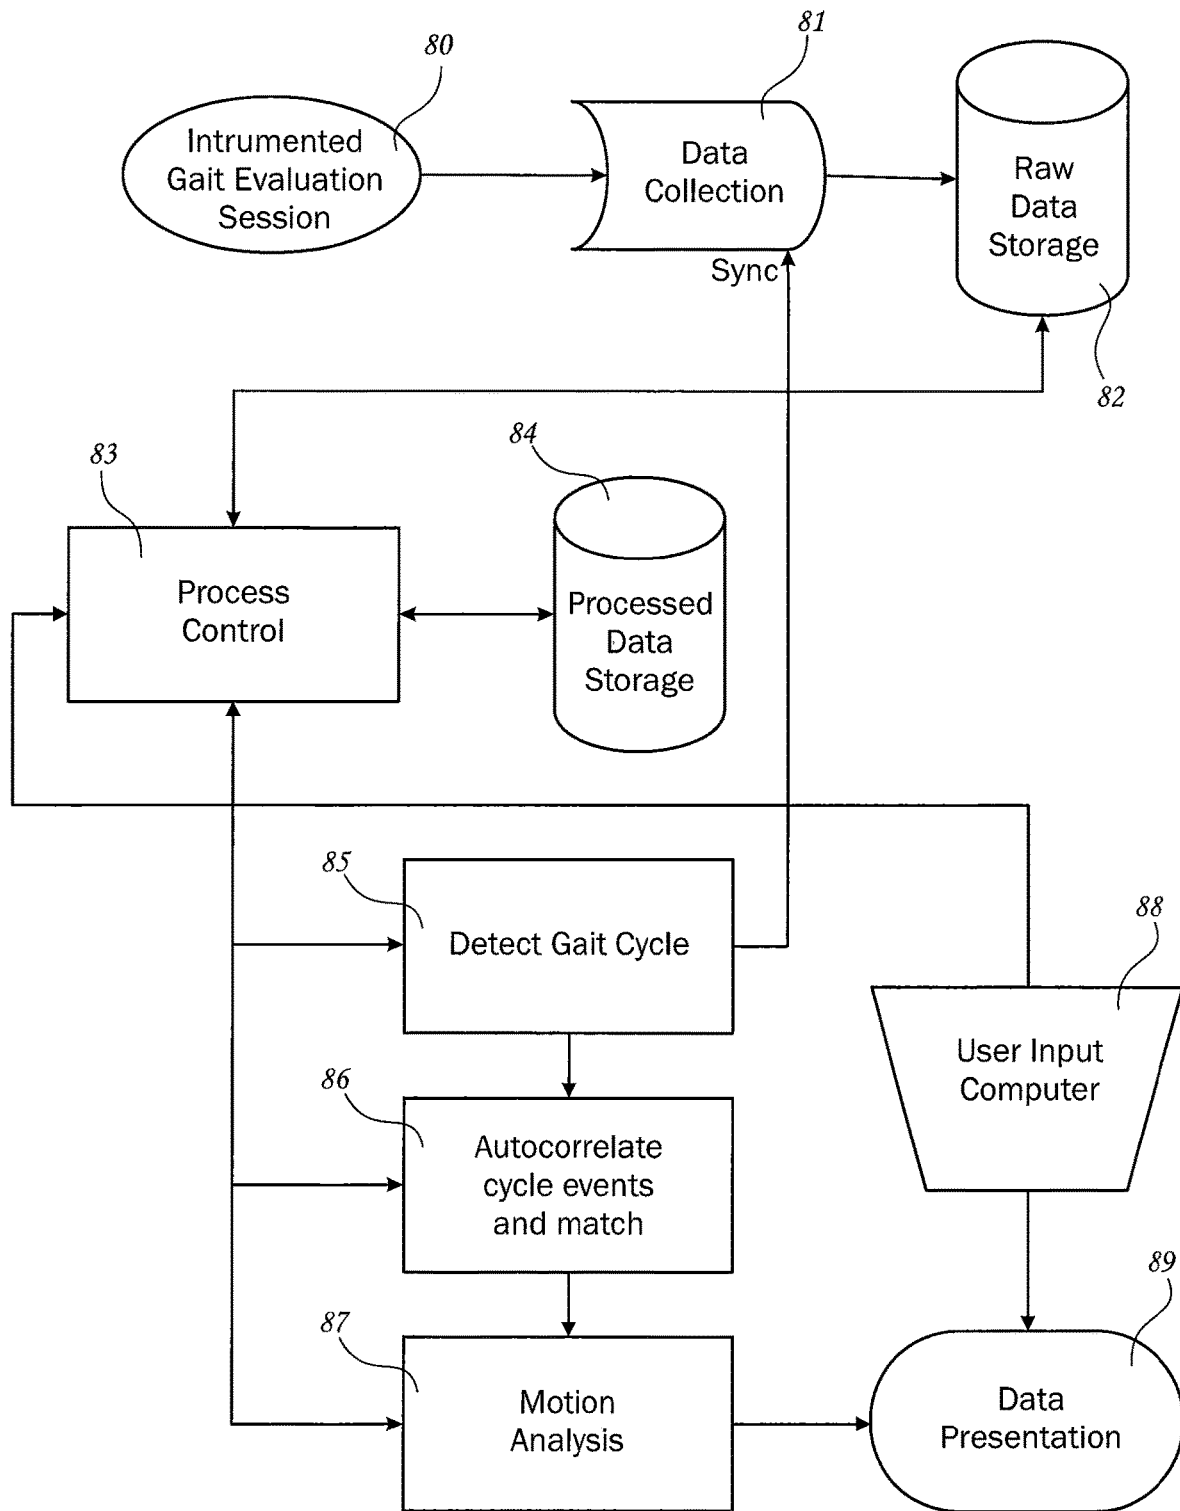 80
Intrumented
Gait Evaluation
Session
81
Data
Collection
Sync
Raw
Data
Storage
82
83
Process
Control
84
Processed
Data
Storage
85
Detect Gait Cycle
86
Autocorrelate
cycle events
and match
87
Motion
Analysis
88
User Input
Computer
89
Data
Presentation